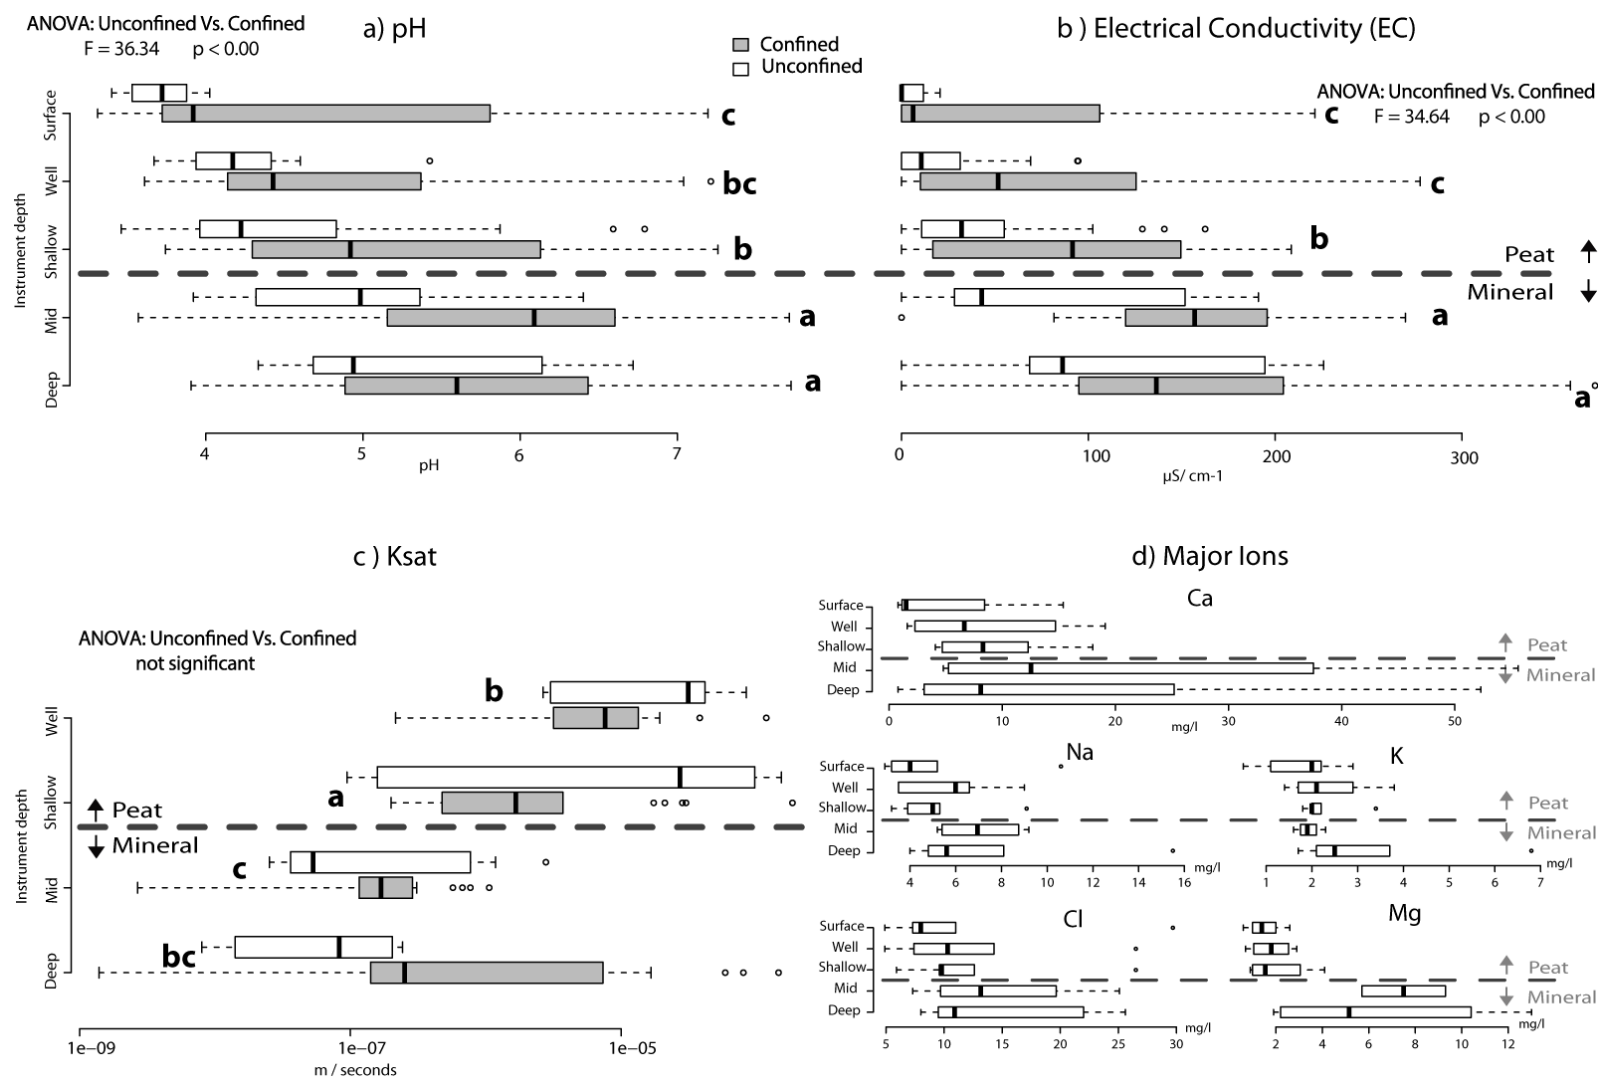 ANOVA: Unconfined Vs. Confined
F = 36.34 p < 0.00
a) pH
Confined
Unconfined
b ) Electrical Conductivity (EC)
ANOVA: Unconfined Vs. Confined
F = 34.64 p < 0.00
Instrument depth
Surface
Well
Shallow
Mid
Deep
c
bc
b
a
a
4 5 6 7
pH
c
c
b
a
a
Peat
Mineral
0 100 200 300
µS/ cm-1
c ) Ksat
ANOVA: Unconfined Vs. Confined
not significant
Instrument depth
Well
Shallow
Mid
Deep
b
a
c
bc
Peat
Mineral
1e-09 1e-07 1e-05
m / seconds
d) Major Ions
Ca
Surface
Well
Shallow
Mid
Deep
Peat
Mineral
0 10 20 30 40 50
mg/l
Na
Surface
Well
Shallow
Mid
Deep
4 6 8 10 12 14 16
mg/l
K
Peat
Mineral
1 2 3 4 5 6 7
mg/l
Cl
Surface
Well
Shallow
Mid
Deep
5 10 15 20 25 30
mg/l
Mg
Peat
Mineral
2 4 6 8 10 12
mg/l